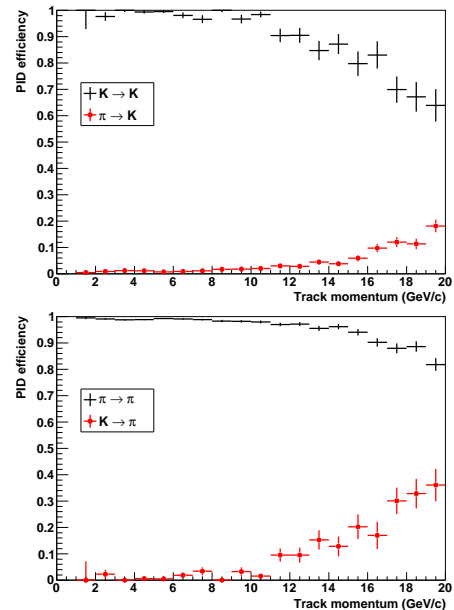 PID efficiency
1
0.9
0.8
0.7
0.6
0.5
0.4
0.3
0.2
0.1
0
K → K
π → K
0 2 4 6 8 10 12 14 16 18 20
Track momentum (GeV/c)
PID efficiency
1
0.9
0.8
0.7
0.6
0.5
0.4
0.3
0.2
0.1
0
π → π
K → π
0 2 4 6 8 10 12 14 16 18 20
Track momentum (GeV/c)